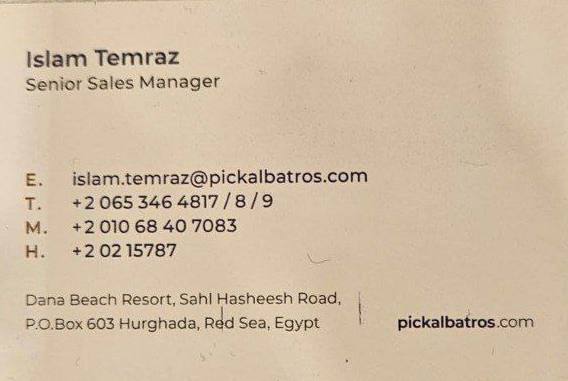 Islam Temraz
Senior Sales Manager
E. islam.temraz@pickalbatros.com
T. +2 065 346 4817 / 8 / 9
M. +2 010 68 40 7083
H. +2 02 15787
Dana Beach Resort, Sahl Hasheesh Road,
P.O.Box 603 Hurghada, Red Sea, Egypt
pickalbatros.com